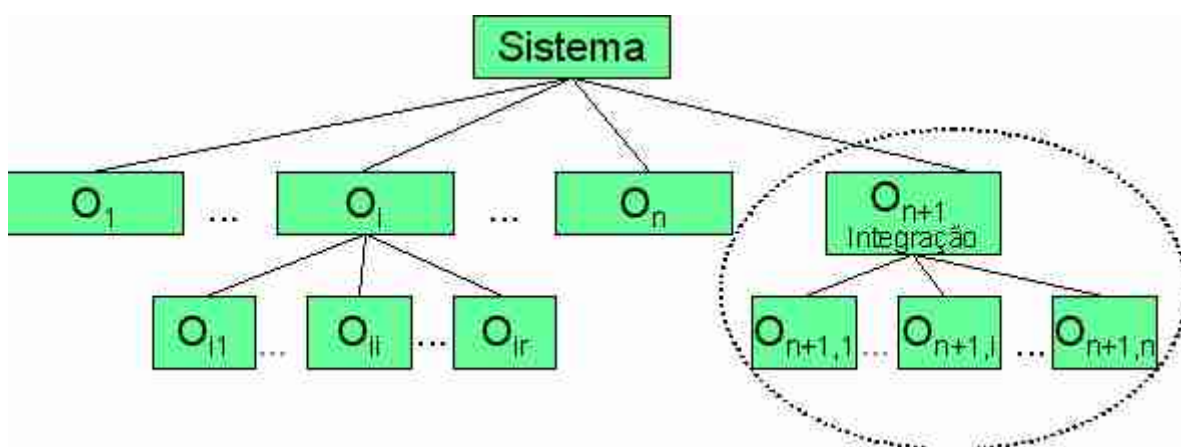 Sistema
O1 ... Oi ... On On+1
Integração
Oi1 ... Oii ... Oir On+1,1 ... On+1,i ... On+1,n